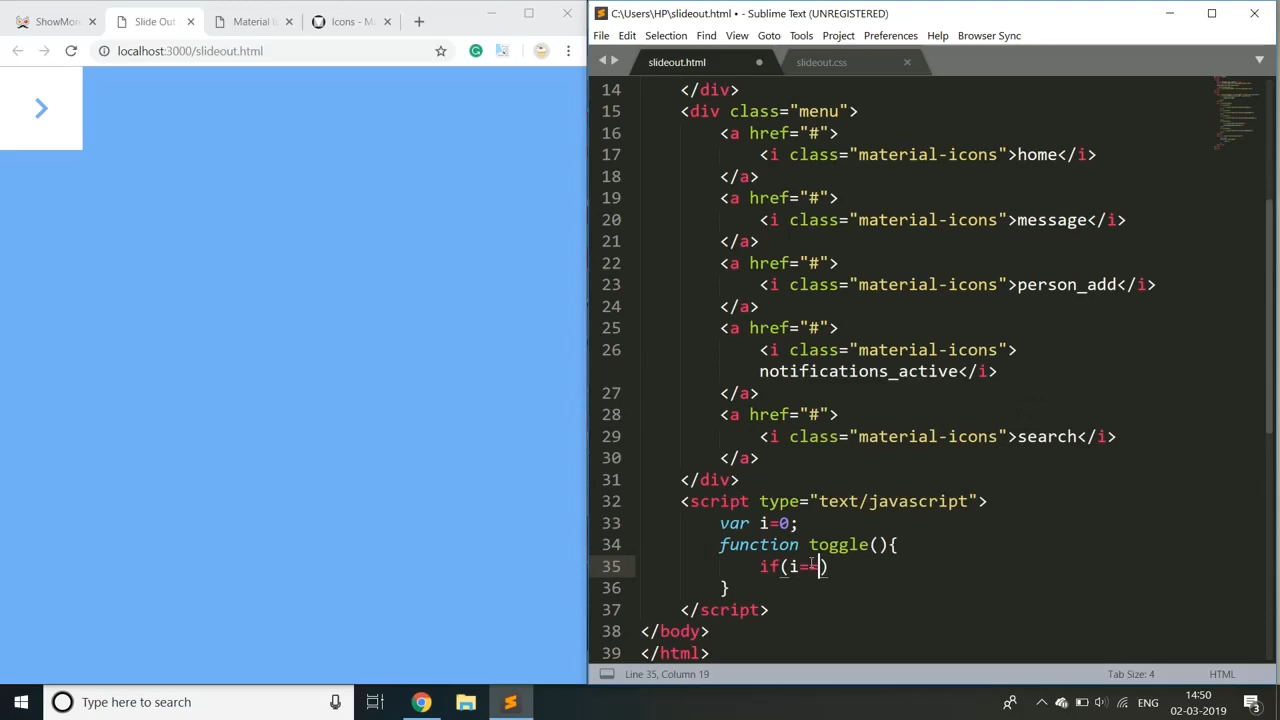 ShowMore
Slide Out
Material I
Icons - M
localhost:3000/slideout.html
C:\Users\HP\slideout.html • - Sublime Text (UNREGISTERED)
File Edit Selection Find View Goto Tools Project Preferences Help Browser Sync
slideout.html
slideout.css
14 </div>
15 <div class="menu">
16 <a href="#">
17 <i class="material-icons">home</i>
18 </a>
19 <a href="#">
20 <i class="material-icons">message</i>
21 </a>
22 <a href="#">
23 <i class="material-icons">person_add</i>
24 </a>
25 <a href="#">
26 <i class="material-icons">
notifications_active</i>
27 </a>
28 <a href="#">
29 <i class="material-icons">search</i>
30 </a>
31 </div>
32 <script type="text/javascript">
33 var i=0;
34 function toggle(){
35 if(i==)
36 }
37 </script>
38 </body>
39 </html>
Line 35, Column 19
Tab Size: 4
HTML
Type here to search
ENG
14:50
02-03-2019
3